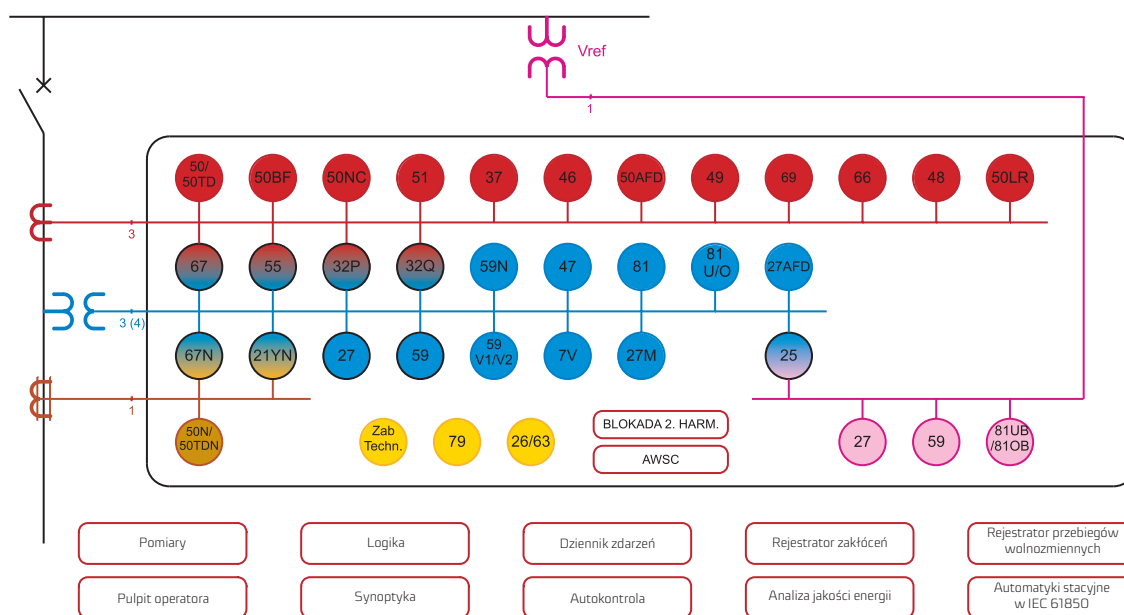 Vref
1
50/
50TD
50BF
50NC
51
37
46
50AFD
49
69
66
48
50LR
3
67
55
32P
32Q
59N
47
81
81
U/O
27AFD
3 (4)
67N
21YN
27
59
59
V1/V2
7V
27M
25
1
50N/
50TDN
Zab
Techn.
79
26/63
BLOKADA 2. HARM.
AWSC
27
59
81UB
/81OB
Pomiary
Logika
Dziennik zdarzeń
Rejestrator zakłóceń
Rejestrator przebiegów
wolnozmiennych
Pulpit operatora
Synoptyka
Autokontrola
Analiza jakości energii
Automatyki stacyjne
w IEC 61850